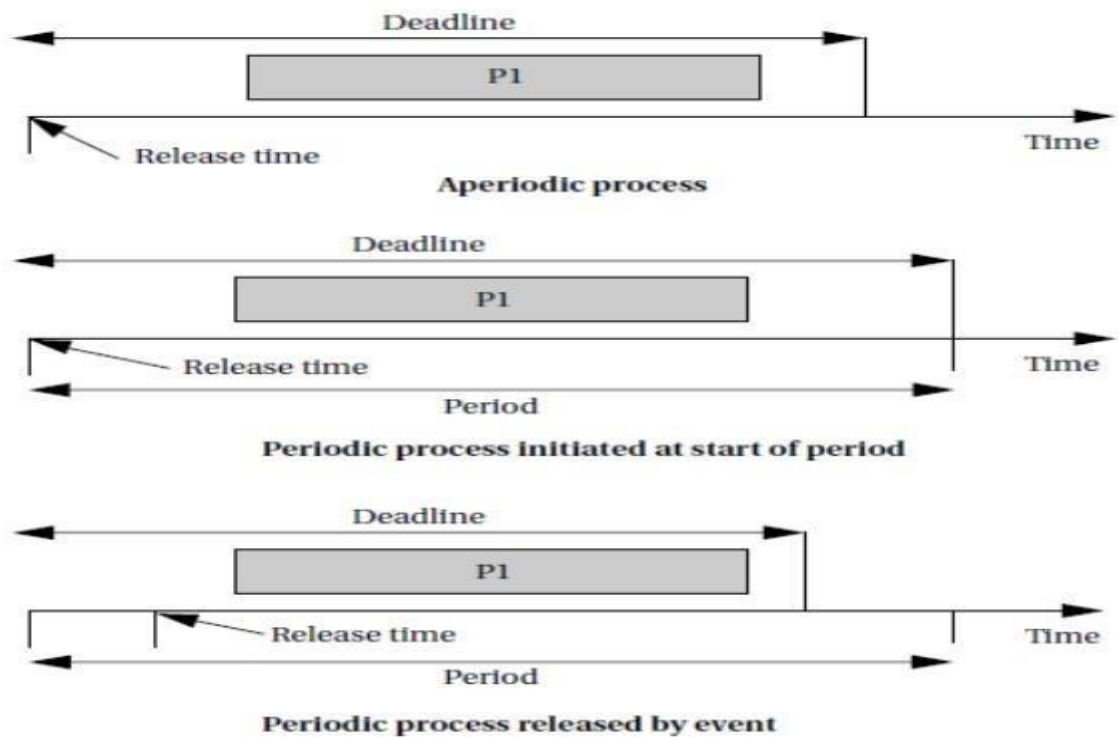 Deadline
P1
Time
Release time
Aperiodic process
Deadline
P1
Time
Release time
Period
Periodic process initiated at start of period
Deadline
P1
Release time
Time
Period
Periodic process released by event